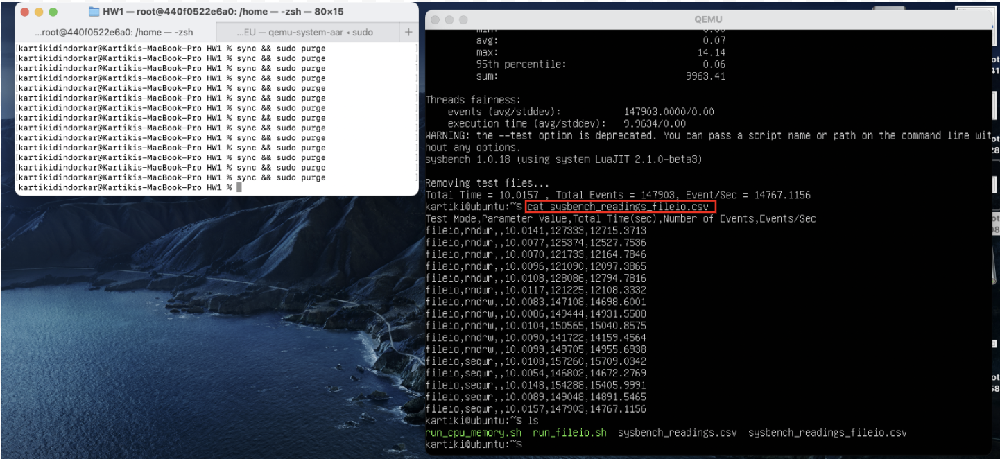 HW1 — root@440f0522e6a0: /home — -zsh — 80×15
...root@440f0522e6a0: /home — -zsh
...EU — qemu-system-aar • sudo
+
kartikidindorkar@Kartikis-MacBook-Pro HW1 % sync && sudo purge
kartikidindorkar@Kartikis-MacBook-Pro HW1 % sync && sudo purge
kartikidindorkar@Kartikis-MacBook-Pro HW1 % sync && sudo purge
kartikidindorkar@Kartikis-MacBook-Pro HW1 % sync && sudo purge
kartikidindorkar@Kartikis-MacBook-Pro HW1 % sync && sudo purge
kartikidindorkar@Kartikis-MacBook-Pro HW1 % sync && sudo purge
kartikidindorkar@Kartikis-MacBook-Pro HW1 % sync && sudo purge
kartikidindorkar@Kartikis-MacBook-Pro HW1 % sync && sudo purge
kartikidindorkar@Kartikis-MacBook-Pro HW1 % sync && sudo purge
kartikidindorkar@Kartikis-MacBook-Pro HW1 % sync && sudo purge
kartikidindorkar@Kartikis-MacBook-Pro HW1 % sync && sudo purge
kartikidindorkar@Kartikis-MacBook-Pro HW1 % sync && sudo purge
kartikidindorkar@Kartikis-MacBook-Pro HW1 % sync && sudo purge
kartikidindorkar@Kartikis-MacBook-Pro HW1 % sync && sudo purge
kartikidindorkar@Kartikis-MacBook-Pro HW1 %
QEMU
avg: 0.07
max: 14.14
95th percentile: 0.06
sum: 9963.41
Threads fairness:
events (avg/stddev): 147903.0000/0.00
execution time (avg/stddev): 9.9634/0.00
WARNING: the --test option is deprecated. You can pass a script name or path on the command line wit
hout any options.
sysbench 1.0.18 (using system LuaJIT 2.1.0-beta3)
Removing test files...
Total Time = 10.0157 , Total Events = 147903, Event/Sec = 14767.1156
kartiki@ubuntu:~$ cat sysbench_readings_fileio.csv
Test Mode,Parameter Value,Total Time(sec),Number of Events,Events/Sec
fileio,rndwr,,10.0141,127333,12715.3713
fileio,rndwr,,10.0077,125374,12527.7536
fileio,rndwr,,10.0070,121733,12164.7846
fileio,rndwr,,10.0096,121090,12097.3865
fileio,rndwr,,10.0108,128086,12794.7816
fileio,rndwr,,10.0117,121225,12108.3332
fileio,rndrw,,10.0083,147108,14698.6001
fileio,rndrw,,10.0086,149444,14931.5588
fileio,rndrw,,10.0104,150565,15040.8575
fileio,rndrw,,10.0090,141722,14159.4564
fileio,rndrw,,10.0099,149705,14955.6938
fileio,seqwr,,10.0108,157260,15709.0342
fileio,seqwr,,10.0054,146802,14672.2769
fileio,seqwr,,10.0148,154288,15405.9991
fileio,seqwr,,10.0089,149048,14891.5465
fileio,seqwr,,10.0157,147903,14767.1156
kartiki@ubuntu:~$ ls
run_cpu_memory.sh run_fileio.sh sysbench_readings.csv sysbench_readings_fileio.csv
kartiki@ubuntu:~$